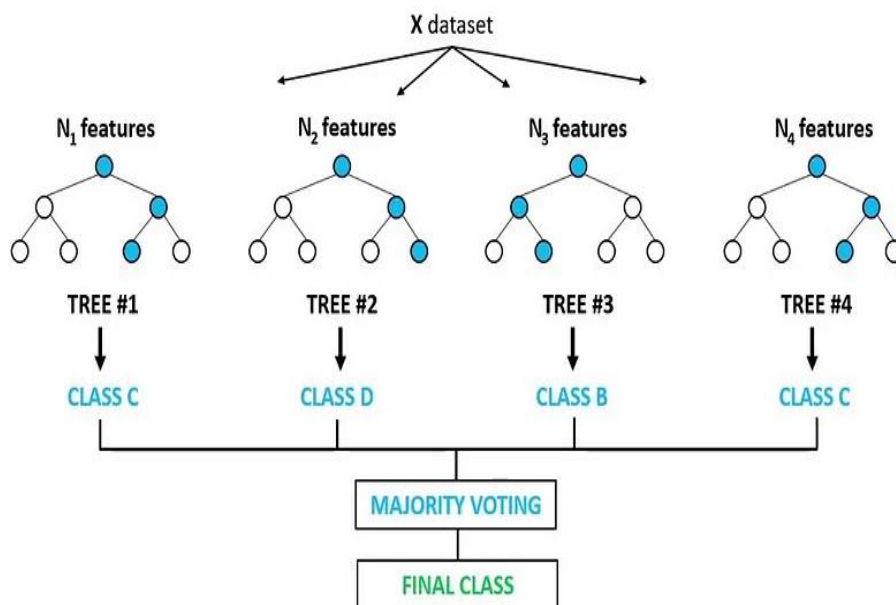 X dataset
N₁ features
N₂ features
N₃ features
N₄ features
TREE #1
TREE #2
TREE #3
TREE #4
CLASS C
CLASS D
CLASS B
CLASS C
MAJORITY VOTING
FINAL CLASS